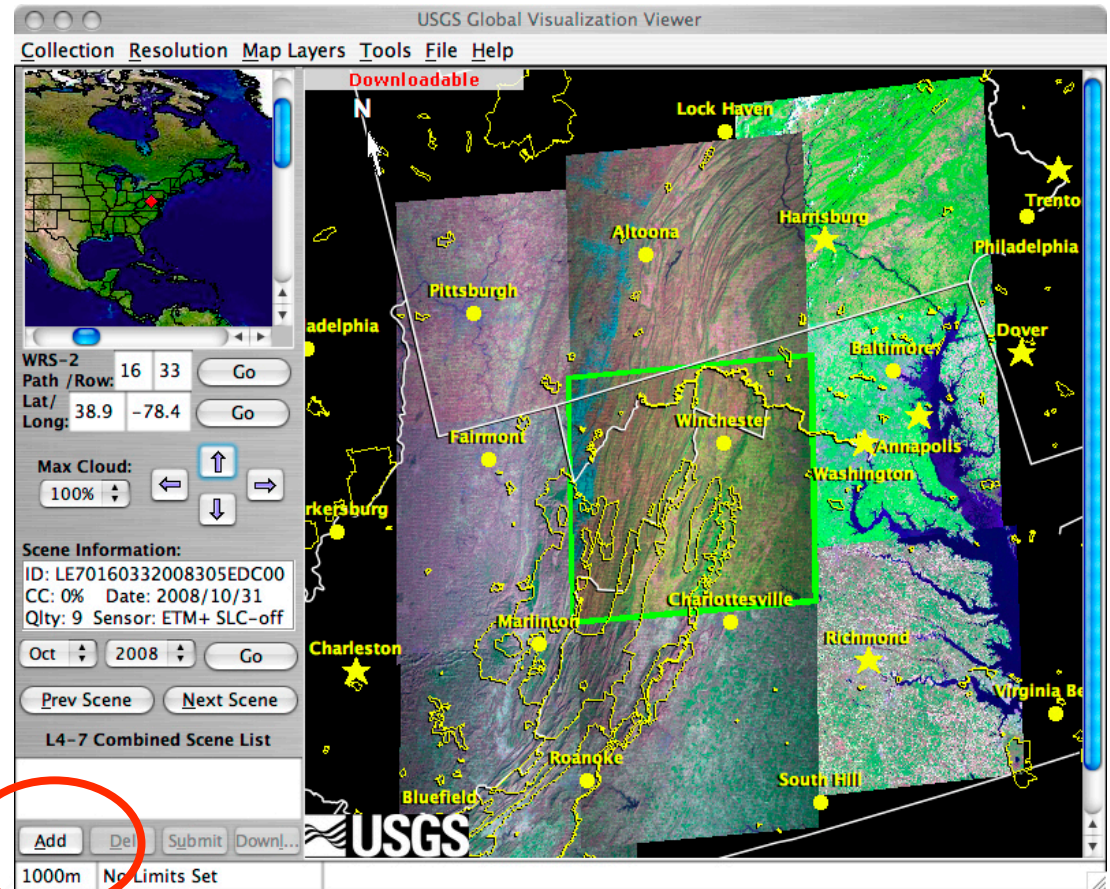 USGS Global Visualization Viewer
Collection Resolution Map Layers Tools File Help
Downloadable
N
Lock Haven
Trento
Harrisburg
Altoona
Philadelphia
Pittsburgh
adelphia
Dover
Baltimore
WRS-2
Path /Row: 16 33 Go
Lat/
Long: 38.9 -78.4 Go
Winchester
Fairmont
Annapolis
Washington
Max Cloud:
100%
rkersburg
Scene Information:
ID: LE70160332008305EDC00
CC: 0% Date: 2008/10/31
Qlty: 9 Sensor: ETM+ SLC-off
Charlottesville
Marlinton
Richmond
Charleston
Oct 2008 Go
Prev Scene Next Scene
Virginia Be
L4-7 Combined Scene List
Roanoke
South Hill
Bluefield
USGS
Add Del Submit Downl...
1000m No Limits Set